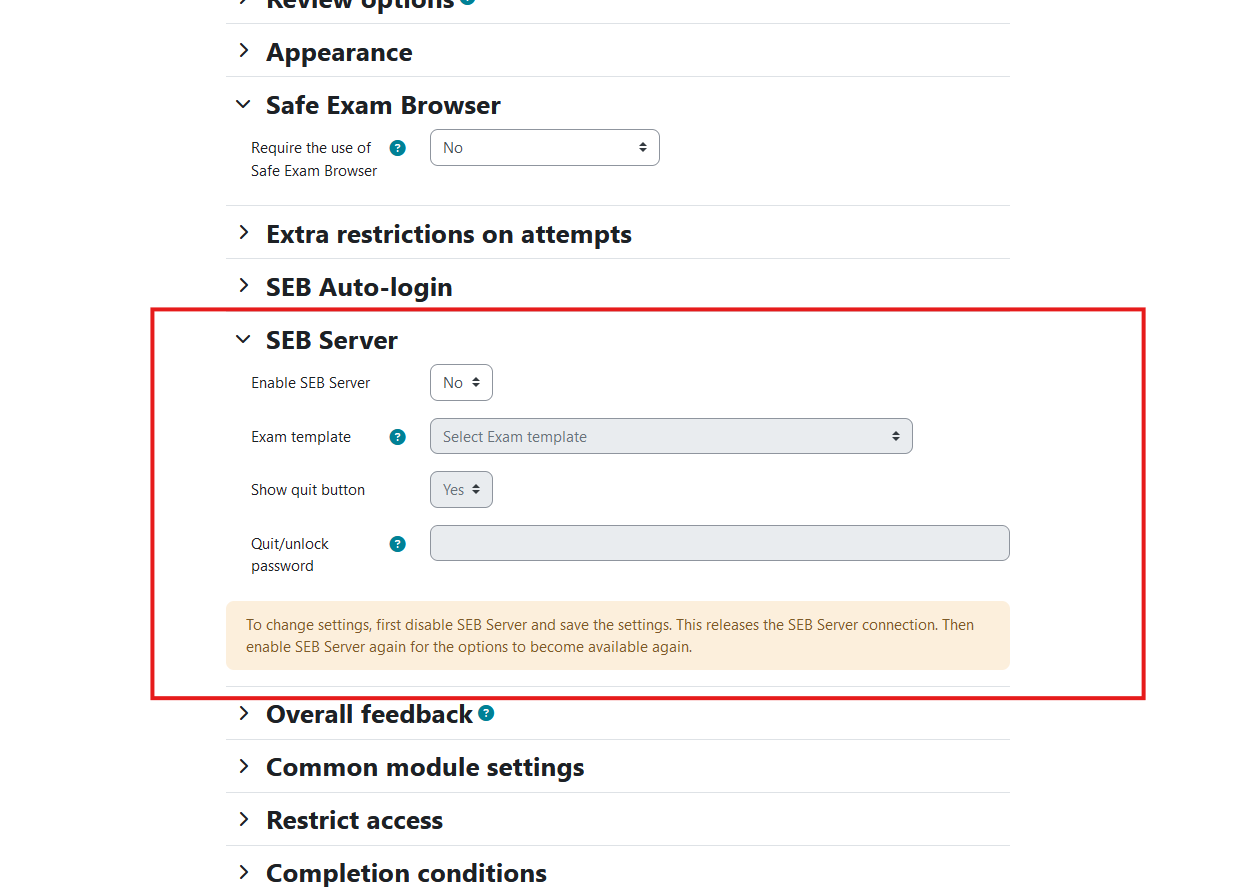 Review options ?
Appearance
Safe Exam Browser
Require the use of ? No
Safe Exam Browser
Extra restrictions on attempts
SEB Auto-login
SEB Server
Enable SEB Server No
Exam template ? Select Exam template
Show quit button Yes
Quit/unlock ?
password
To change settings, first disable SEB Server and save the settings. This releases the SEB Server connection. Then
enable SEB Server again for the options to become available again.
Overall feedback ?
Common module settings
Restrict access
Completion conditions